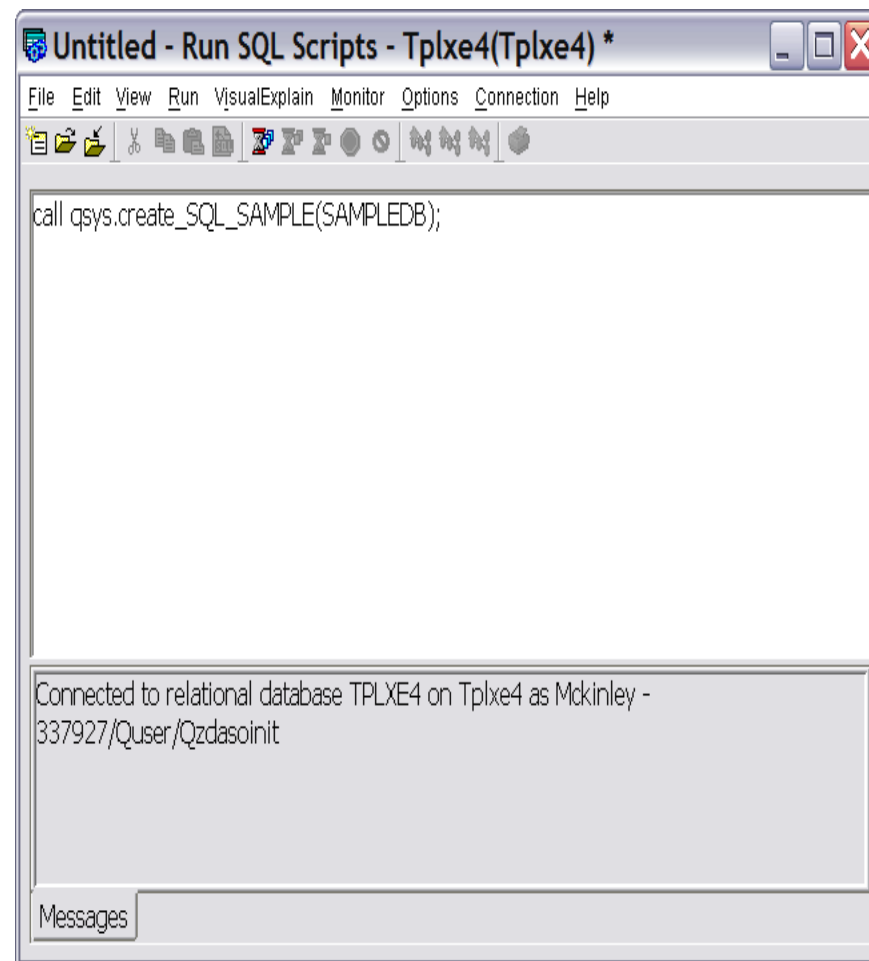 Untitled - Run SQL Scripts - Tplxe4(Tplxe4) *
File Edit View Run VisualExplain Monitor Options Connection Help
call qsys.create_SQL_SAMPLE(SAMPLEDB);
Connected to relational database TPLXE4 on Tplxe4 as Mckinley -
337927/Quser/Qzdasoinit
Messages